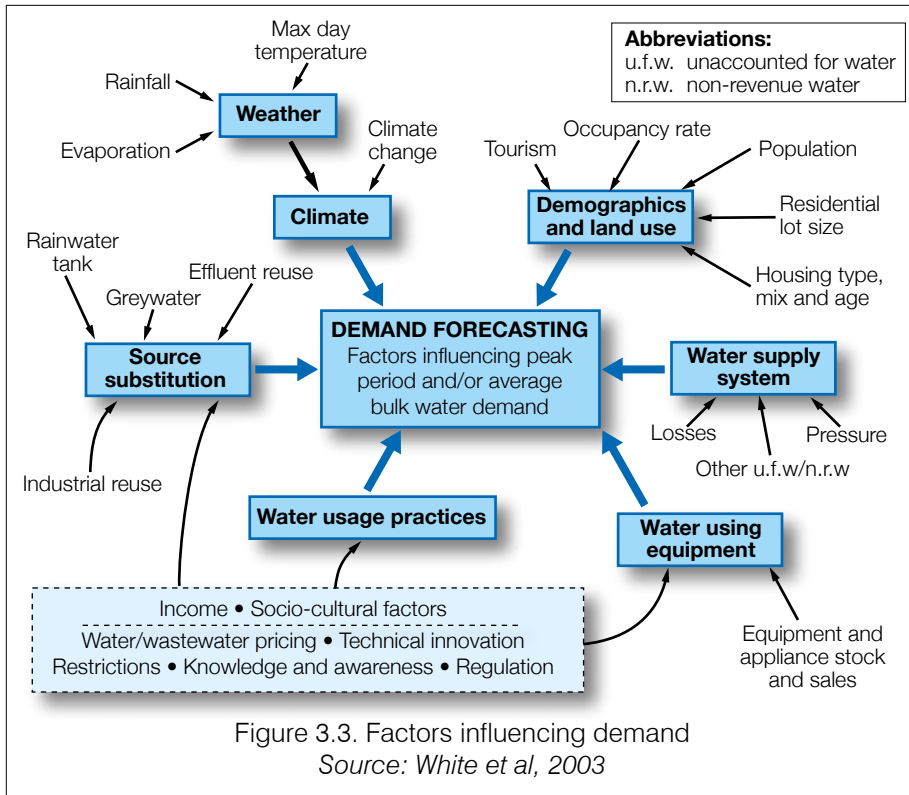 Max day
temperature
Rainfall
Weather
Evaporation
Climate
change
Climate
Abbreviations:
u.f.w. unaccounted for water
n.r.w. non-revenue water
Occupancy rate
Tourism
Population
Demographics
and land use
Residential
lot size
Housing type,
mix and age
Rainwater
tank
Effluent reuse
Greywater
Source
substitution
Industrial reuse
DEMAND FORECASTING
Factors influencing peak
period and/or average
bulk water demand
Water supply
system
Losses
Pressure
Other u.f.w/n.r.w
Water usage practices
Water using
equipment
Equipment and
appliance stock
and sales
Income • Socio-cultural factors
Water/wastewater pricing • Technical innovation
Restrictions • Knowledge and awareness • Regulation
Figure 3.3. Factors influencing demand
Source: White et al, 2003